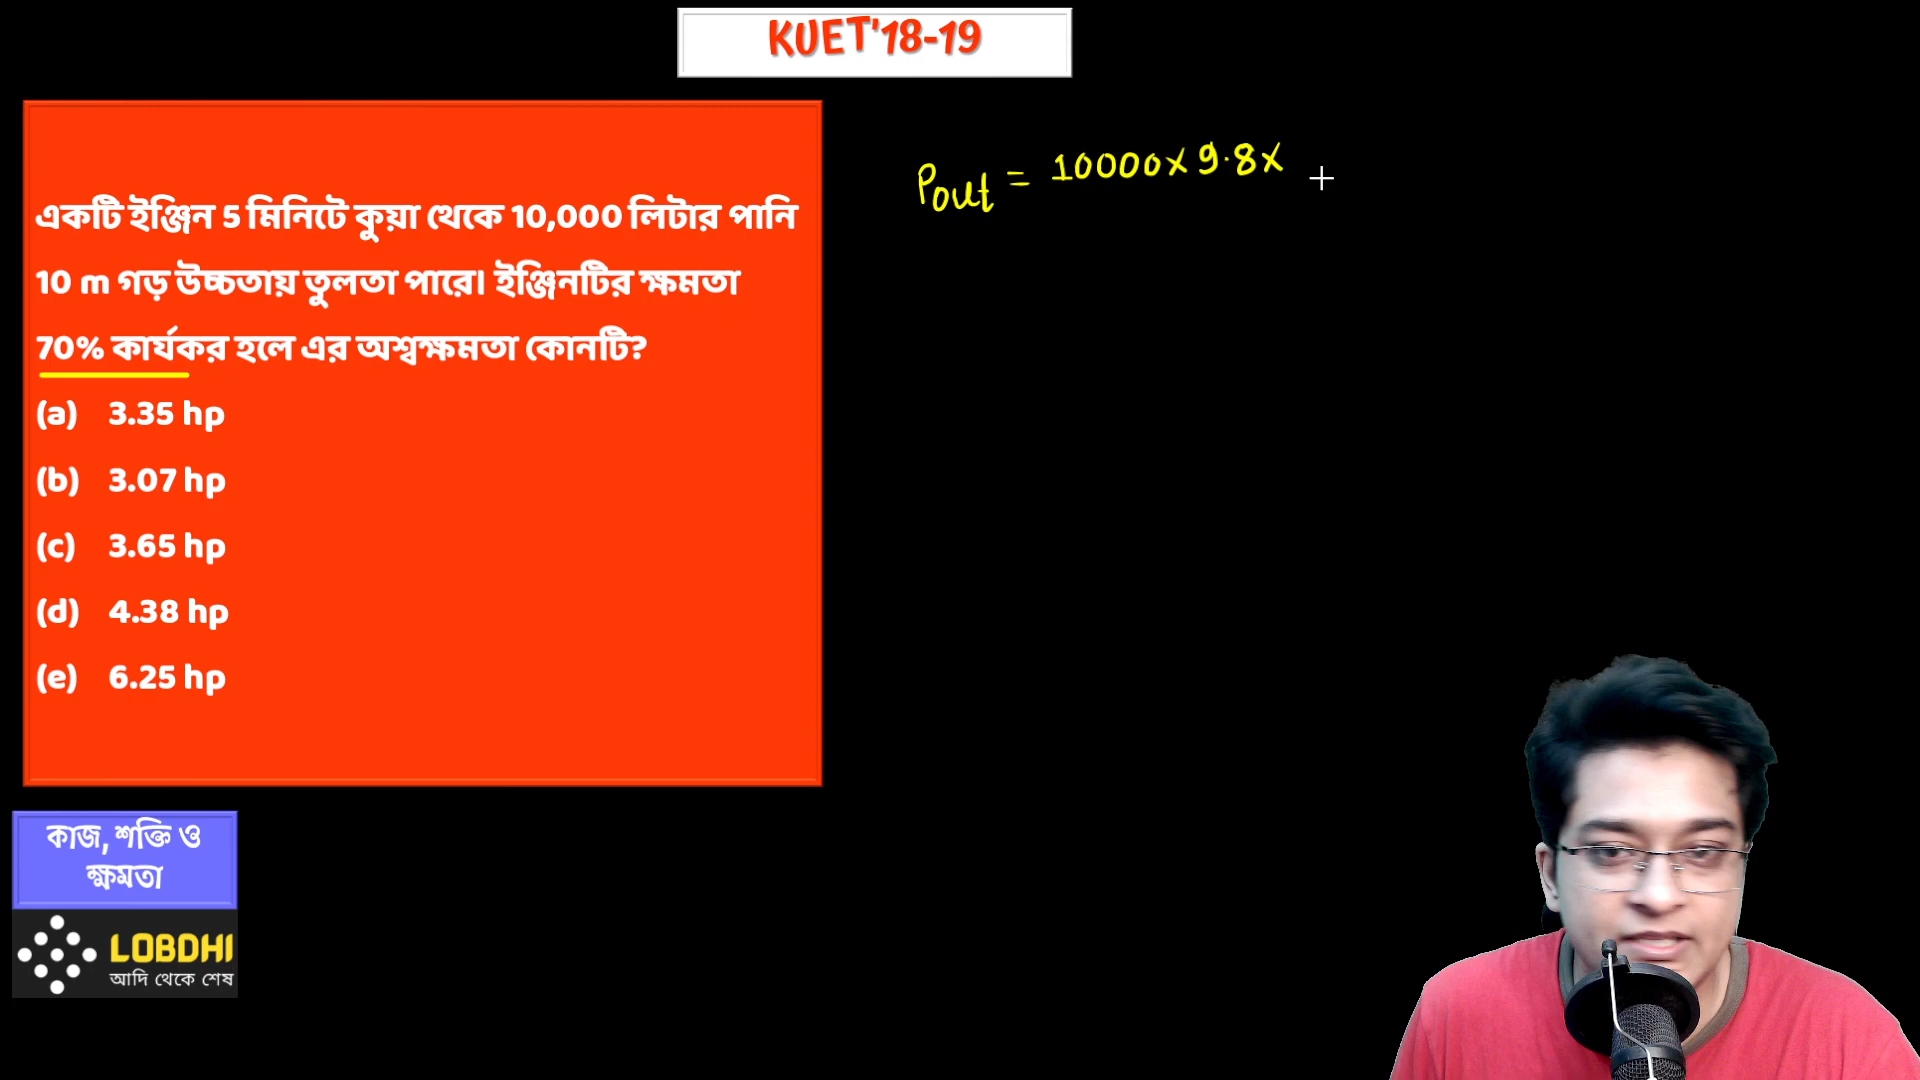 KUET'18-19
একটি ইঞ্জিন 5 মিনিটে কুয়া থেকে 10,000 লিটার পানি
10 m গড় উচ্চতায় তুলতা পারে। ইঞ্জিনটির ক্ষমতা
70% কার্যকর হলে এর অশ্বক্ষমতা কোনটি?
(a) 3.35 hp
(b) 3.07 hp
(c) 3.65 hp
(d) 4.38 hp
(e) 6.25 hp
Pout = 10000x 9.8x
কাজ, শক্তি ও
ক্ষমতা
LOBDHI
আদি থেকে শেষ